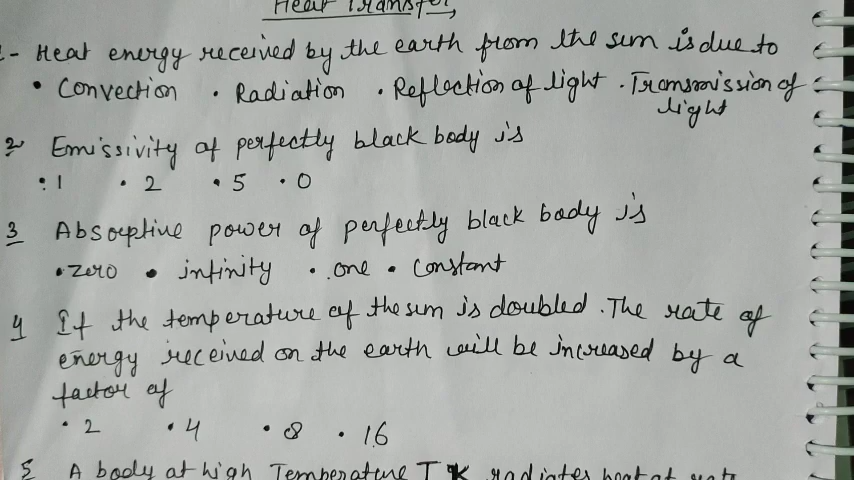 Heat Transfer,
1- Heat energy received by the earth from the sun is due to
• Convection • Radiation • Reflection of light • Transmission of
light
2 Emissivity of perfectly black body is
• 1 • 2 • 5 • 0
3 Absorptive power of perfectly black body is
• zero • infinity • one • Constant
4 If the temperature of the sun is doubled. The rate of
energy received on the earth will be increased by a
factor of
• 2 • 4 • 8 • 16
5 A body at high Temperature T K radiates heat at rate